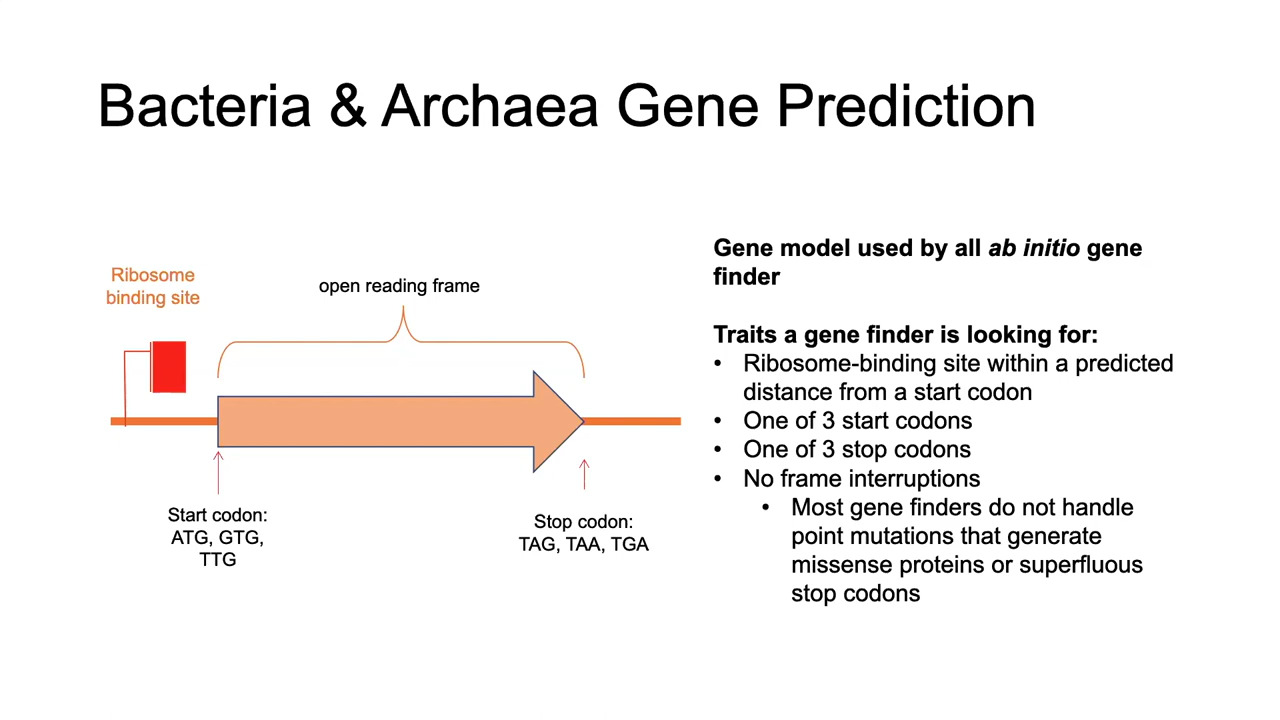 Bacteria & Archaea Gene Prediction
Ribosome
binding site
open reading frame
Start codon:
ATG, GTG,
TTG
Stop codon:
TAG, TAA, TGA
Gene model used by all ab initio gene
finder
Traits a gene finder is looking for:
• Ribosome-binding site within a predicted
distance from a start codon
• One of 3 start codons
• One of 3 stop codons
• No frame interruptions
• Most gene finders do not handle
point mutations that generate
missense proteins or superfluous
stop codons